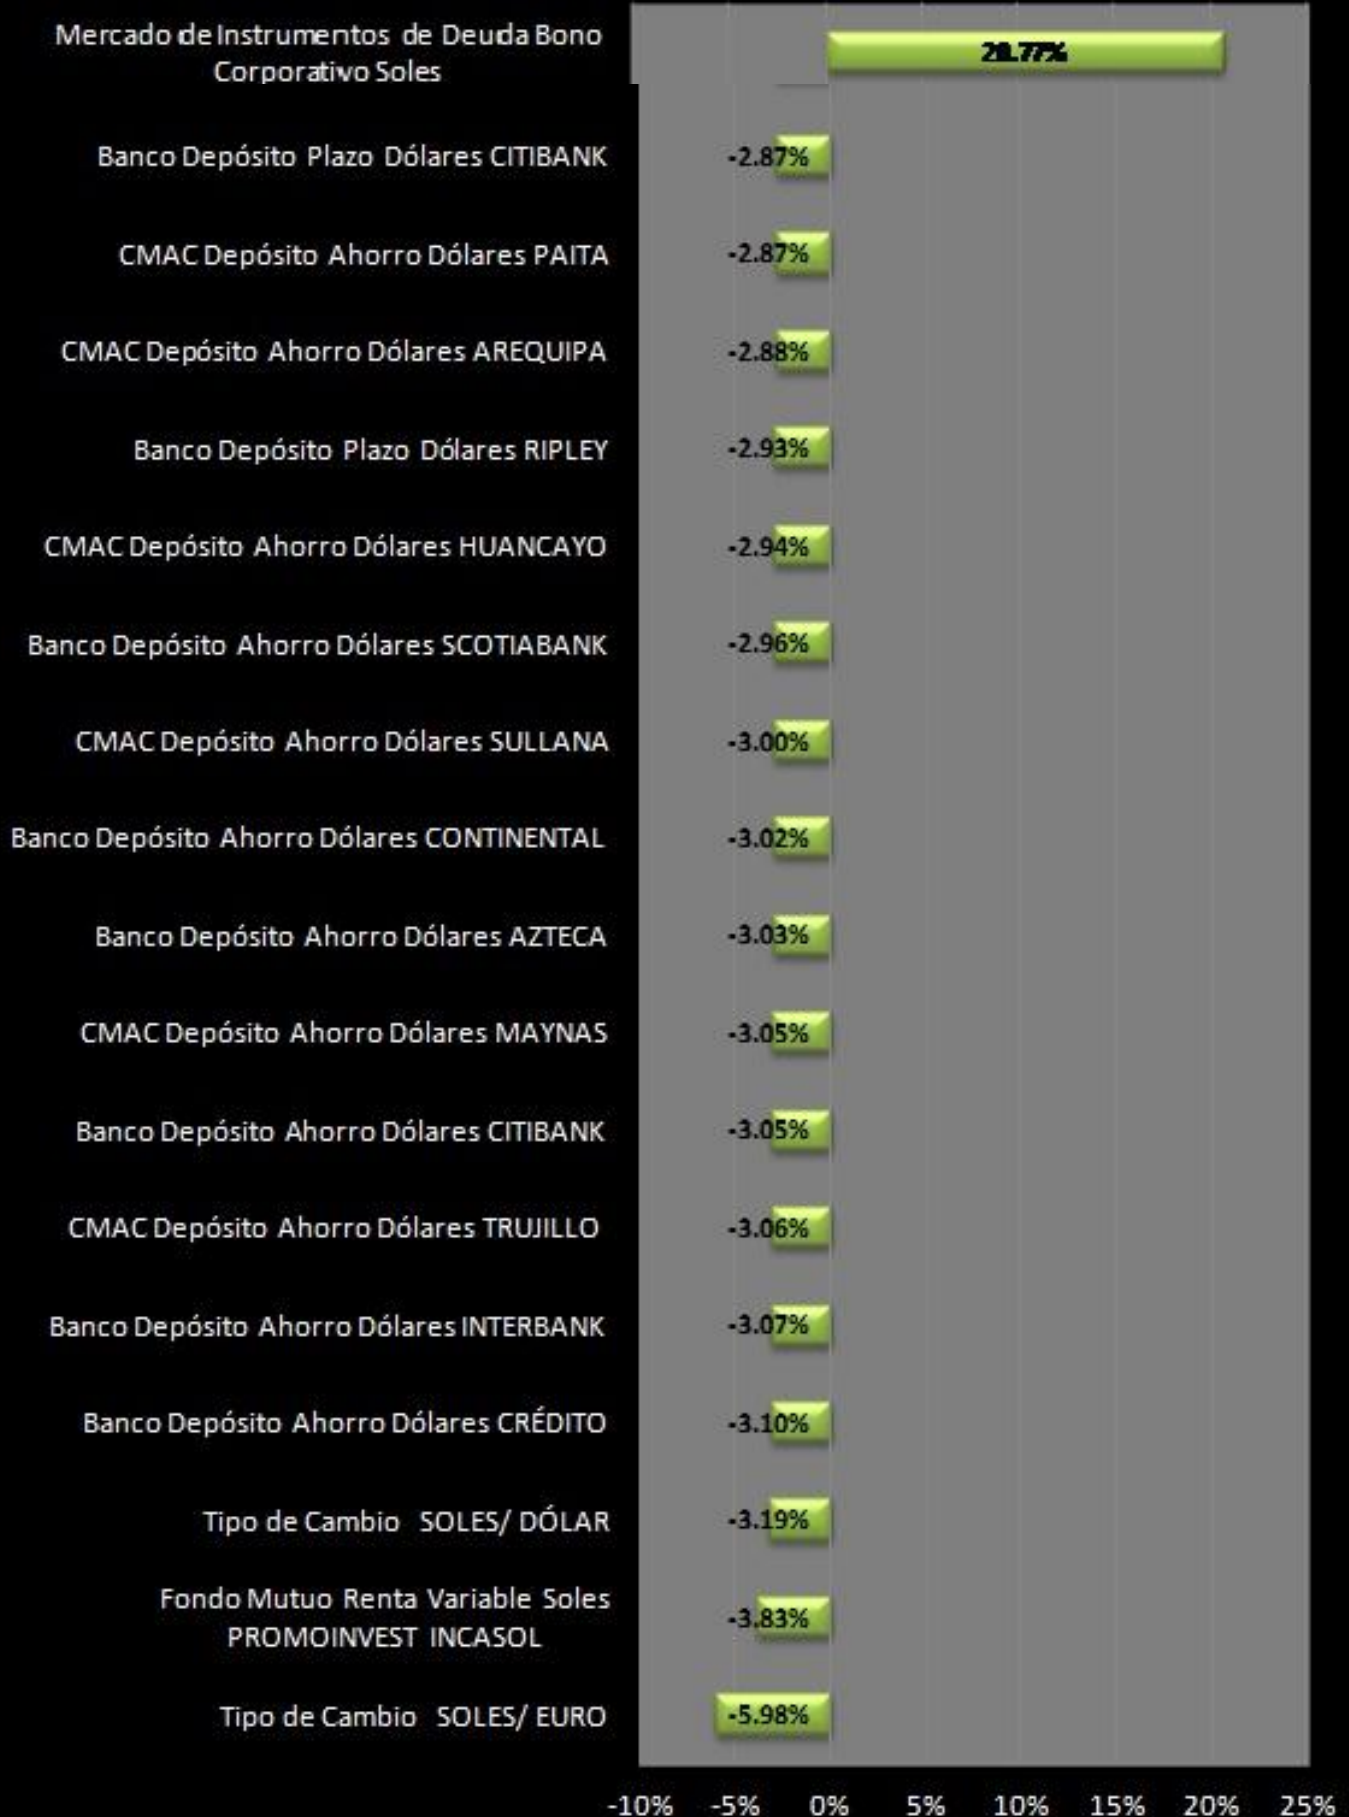 Mercado de Instrumentos de Deuda Bono
Corporativo Soles
20.77%
Banco Depósito Plazo Dólares CITIBANK
-2.87%
CMAC Depósito Ahorro Dólares PAITA
-2.87%
CMAC Depósito Ahorro Dólares AREQUIPA
-2.88%
Banco Depósito Plazo Dólares RIPLEY
-2.93%
CMAC Depósito Ahorro Dólares HUANCAYO
-2.94%
Banco Depósito Ahorro Dólares SCOTIABANK
-2.96%
CMAC Depósito Ahorro Dólares SULLANA
-3.00%
Banco Depósito Ahorro Dólares CONTINENTAL
-3.02%
Banco Depósito Ahorro Dólares AZTECA
-3.03%
CMAC Depósito Ahorro Dólares MAYNAS
-3.05%
Banco Depósito Ahorro Dólares CITIBANK
-3.05%
CMAC Depósito Ahorro Dólares TRUJILLO
-3.06%
Banco Depósito Ahorro Dólares INTERBANK
-3.07%
Banco Depósito Ahorro Dólares CRÉDITO
-3.10%
Tipo de Cambio SOLES/ DÓLAR
-3.19%
Fondo Mutuo Renta Variable Soles
PROMOINVEST INCASOL
-3.83%
Tipo de Cambio SOLES/ EURO
-5.98%
-10% -5% 0% 5% 10% 15% 20% 25%